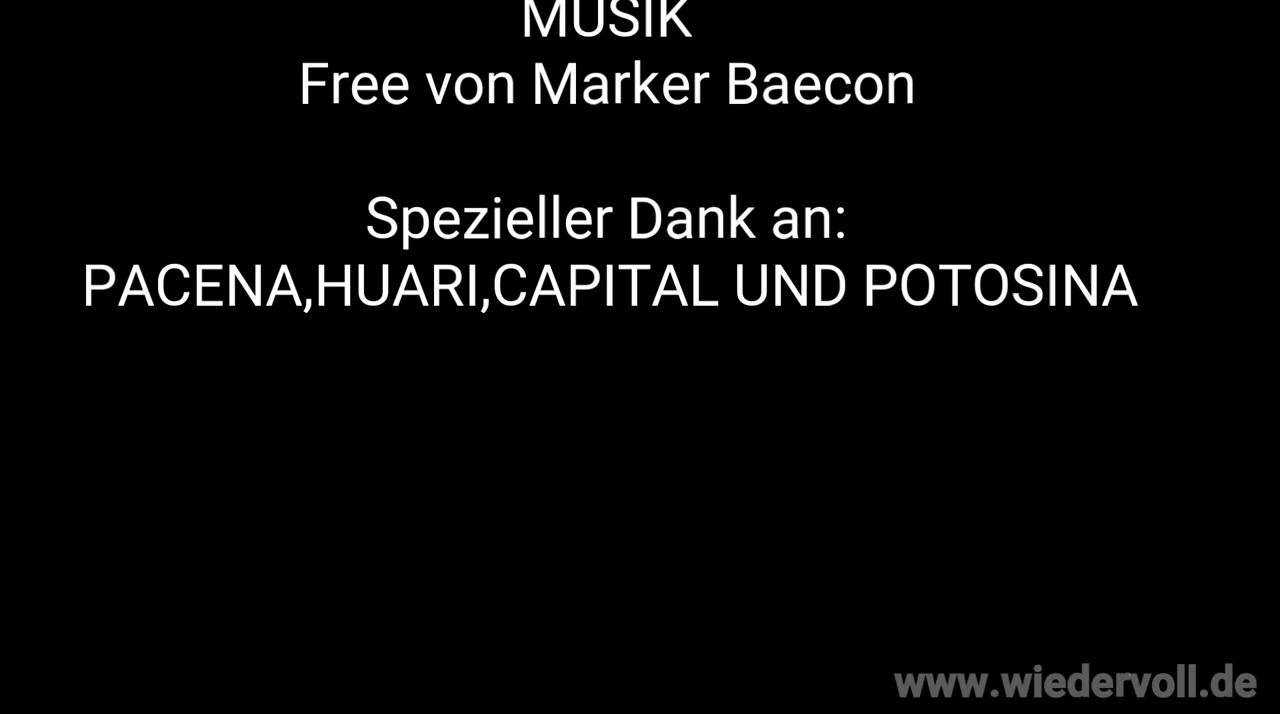 MUSIK
Free von Marker Baecon
Spezieller Dank an:
PACENA,HUARI,CAPITAL UND POTOSINA
www.wiedervoll.de